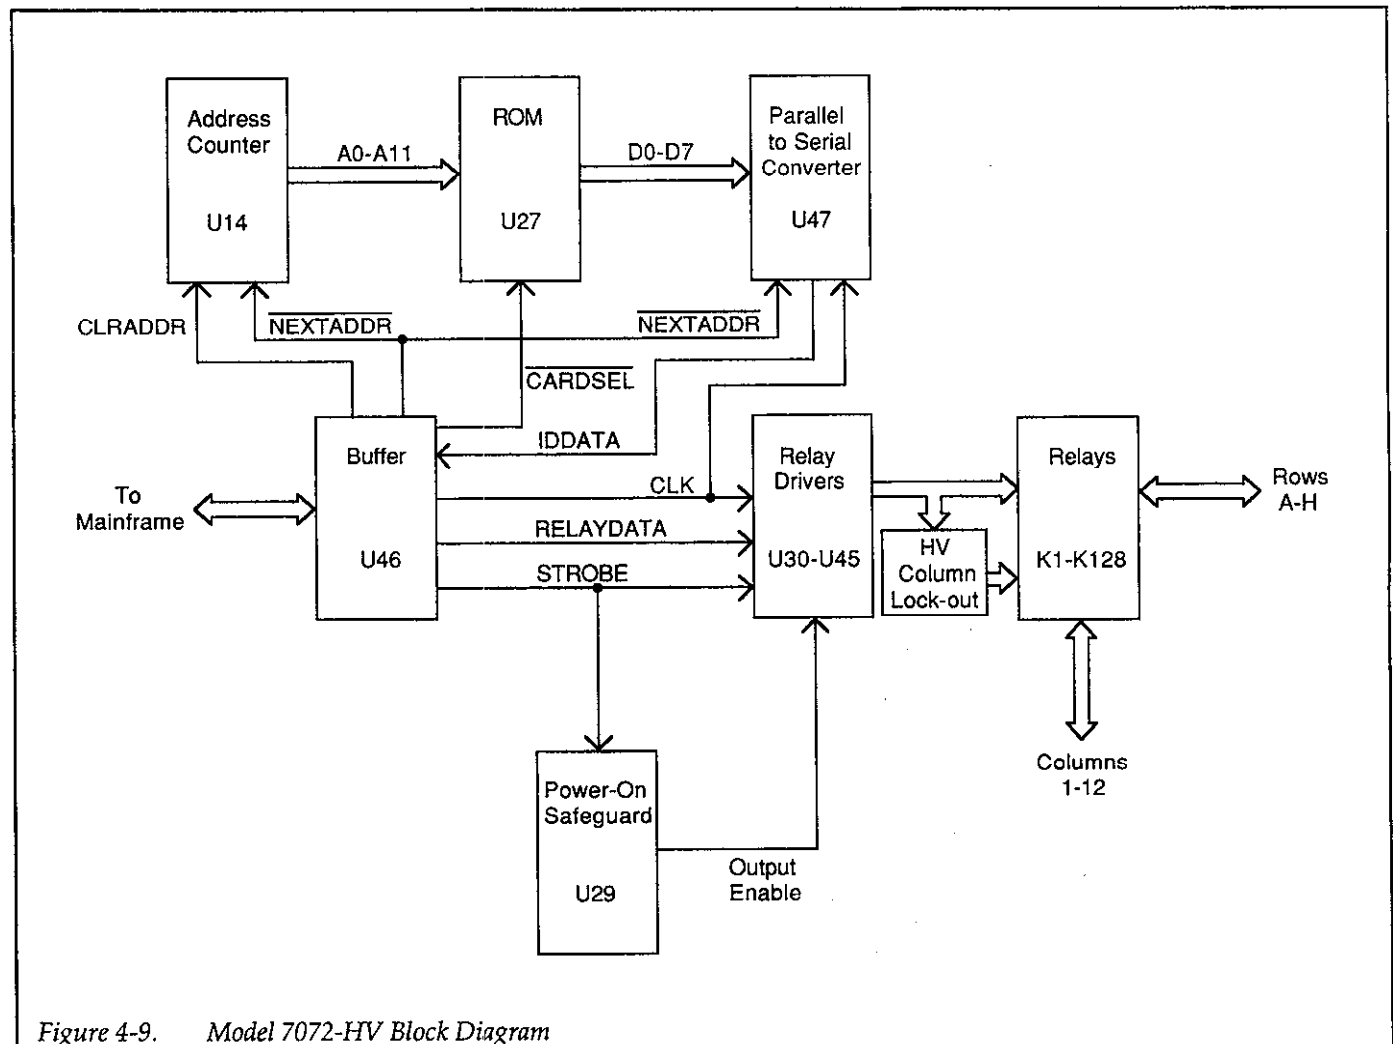 Address
Counter
U14
A0-A11
ROM
U27
D0-D7
Parallel
to Serial
Converter
U47
CLRADDR
NEXTADDR
NEXTADDR
CARDSEL
Buffer
U46
To
Mainframe
IDDATA
CLK
RELAYDATA
STROBE
Relay
Drivers
U30-U45
HV
Column
Lock-out
Relays
K1-K128
Rows
A-H
Columns
1-12
Power-On
Safeguard
U29
Output
Enable
Figure 4-9. Model 7072-HV Block Diagram